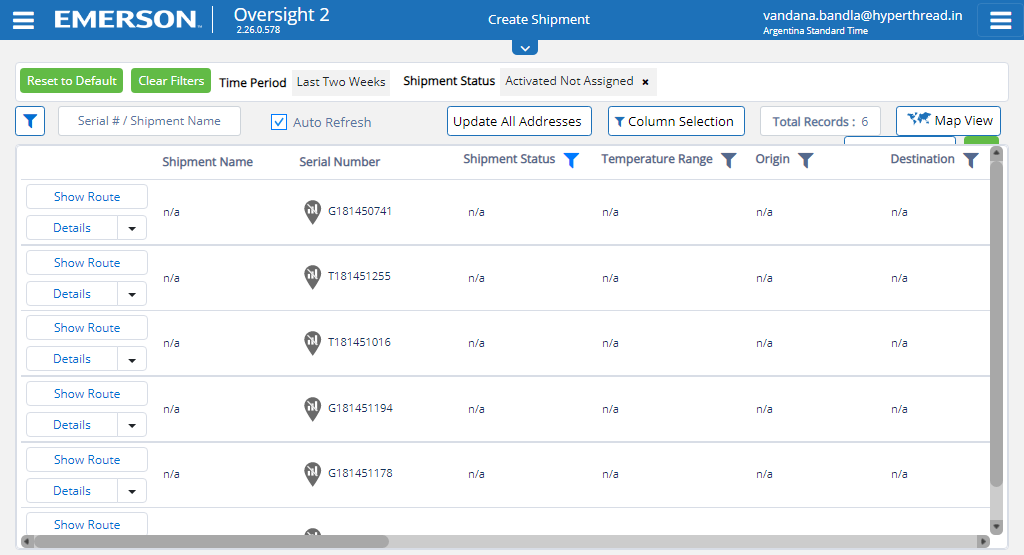 EMERSON
Oversight 2
2.26.0.578
Create Shipment
vandana.bandla@hyperthread.in
Argentina Standard Time
Reset to Default
Clear Filters
Time Period
Last Two Weeks
Shipment Status
Activated Not Assigned ×
Serial # / Shipment Name
Auto Refresh
Update All Addresses
Column Selection
Total Records : 6
Map View
Shipment Name
Serial Number
Shipment Status
Temperature Range
Origin
Destination
Show Route
Details
n/a
G181450741
n/a
n/a
n/a
n/a
Show Route
Details
n/a
T181451255
n/a
n/a
n/a
n/a
Show Route
Details
n/a
T181451016
n/a
n/a
n/a
n/a
Show Route
Details
n/a
G181451194
n/a
n/a
n/a
n/a
Show Route
Details
n/a
G181451178
n/a
n/a
n/a
n/a
Show Route